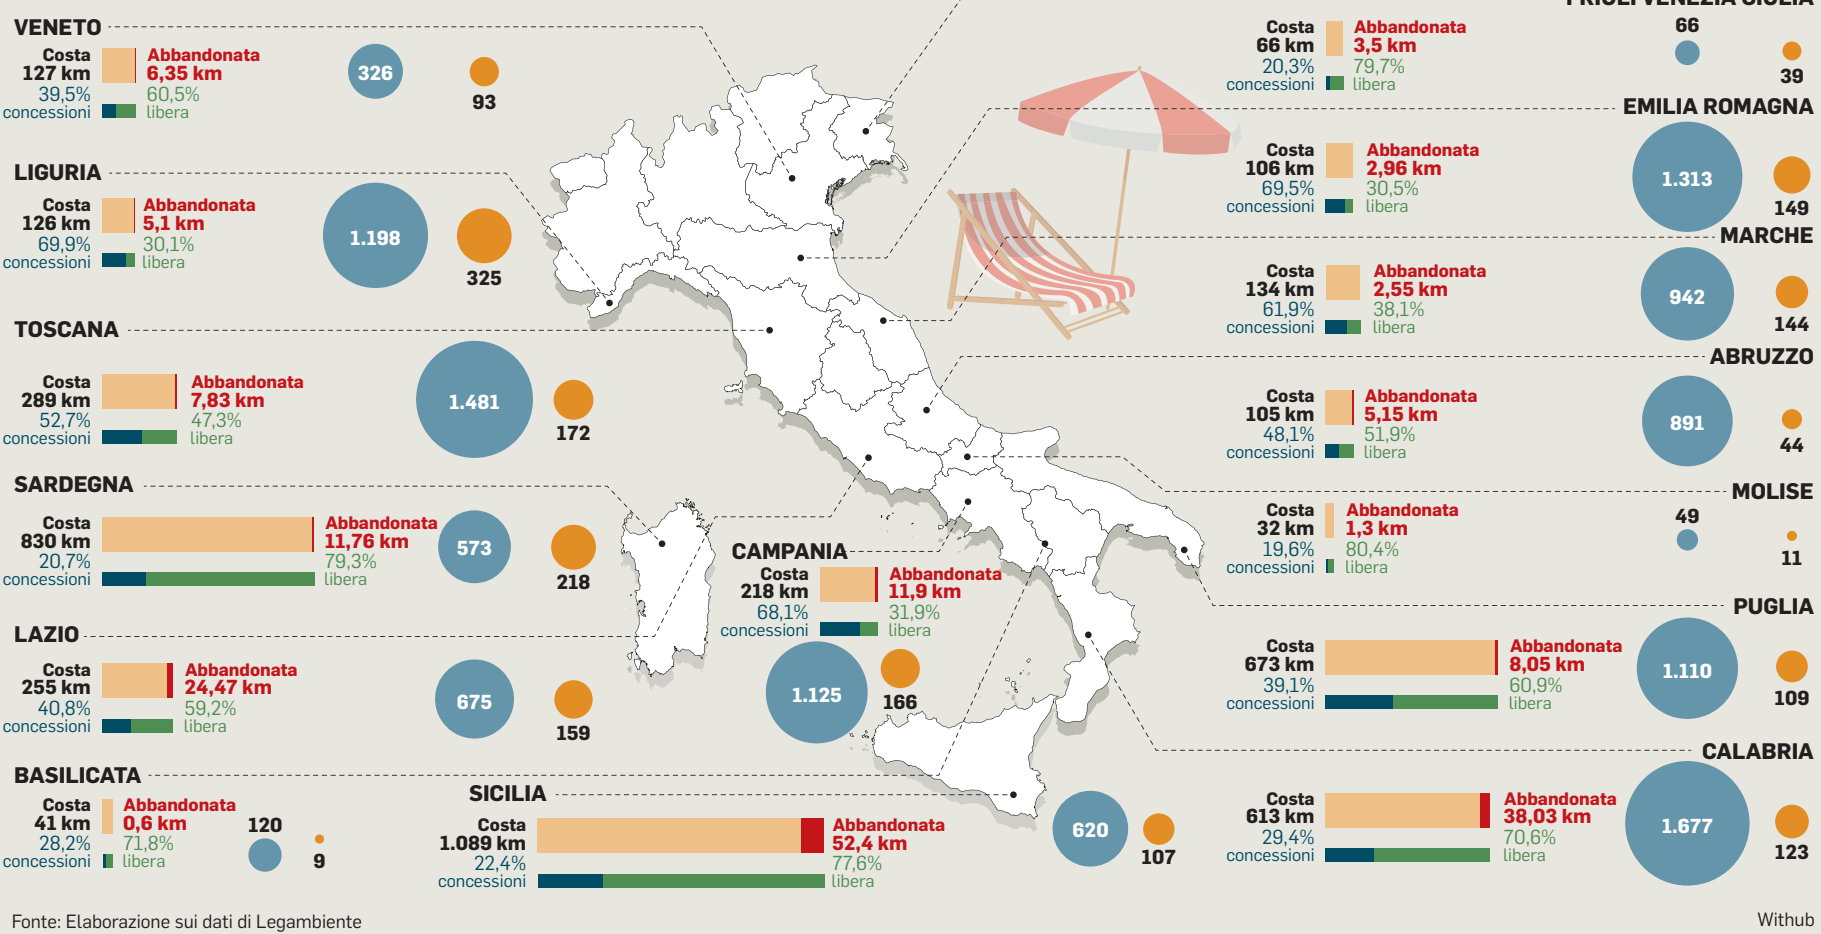 VENETO
Costa
127 km
39,5%
concessioni
Abbandonata
6,35 km
60,5%
libera
326
93
LIGURIA
Costa
126 km
69,9%
concessioni
Abbandonata
5,1 km
30,1%
libera
1.198
325
TOSCANA
Costa
289 km
52,7%
concessioni
Abbandonata
7,83 km
47,3%
libera
1.481
172
SARDEGNA
Costa
830 km
20,7%
concessioni
Abbandonata
11,76 km
79,3%
libera
573
218
LAZIO
Costa
255 km
40,8%
concessioni
Abbandonata
24,47 km
59,2%
libera
675
159
BASILICATA
Costa
41 km
28,2%
concessioni
Abbandonata
0,6 km
71,8%
libera
120
9
CAMPANIA
Costa
218 km
68,1%
concessioni
Abbandonata
11,9 km
31,9%
libera
1.125
166
SICILIA
Costa
1.089 km
22,4%
concessioni
Abbandonata
52,4 km
77,6%
libera
620
107
FRIULI VENEZIA GIULIA
Costa
66 km
20,3%
concessioni
Abbandonata
3,5 km
79,7%
libera
66
39
EMILIA ROMAGNA
Costa
106 km
69,5%
concessioni
Abbandonata
2,96 km
30,5%
libera
1.313
149
MARCHE
Costa
134 km
61,9%
concessioni
Abbandonata
2,55 km
38,1%
libera
942
144
ABRUZZO
Costa
105 km
48,1%
concessioni
Abbandonata
5,15 km
51,9%
libera
891
44
MOLISE
Costa
32 km
19,6%
concessioni
Abbandonata
1,3 km
80,4%
libera
49
11
PUGLIA
Costa
673 km
39,1%
concessioni
Abbandonata
8,05 km
60,9%
libera
1.110
109
CALABRIA
Costa
613 km
29,4%
concessioni
Abbandonata
38,03 km
70,6%
libera
1.677
123
Fonte: Elaborazione sui dati di Legambiente
Withub